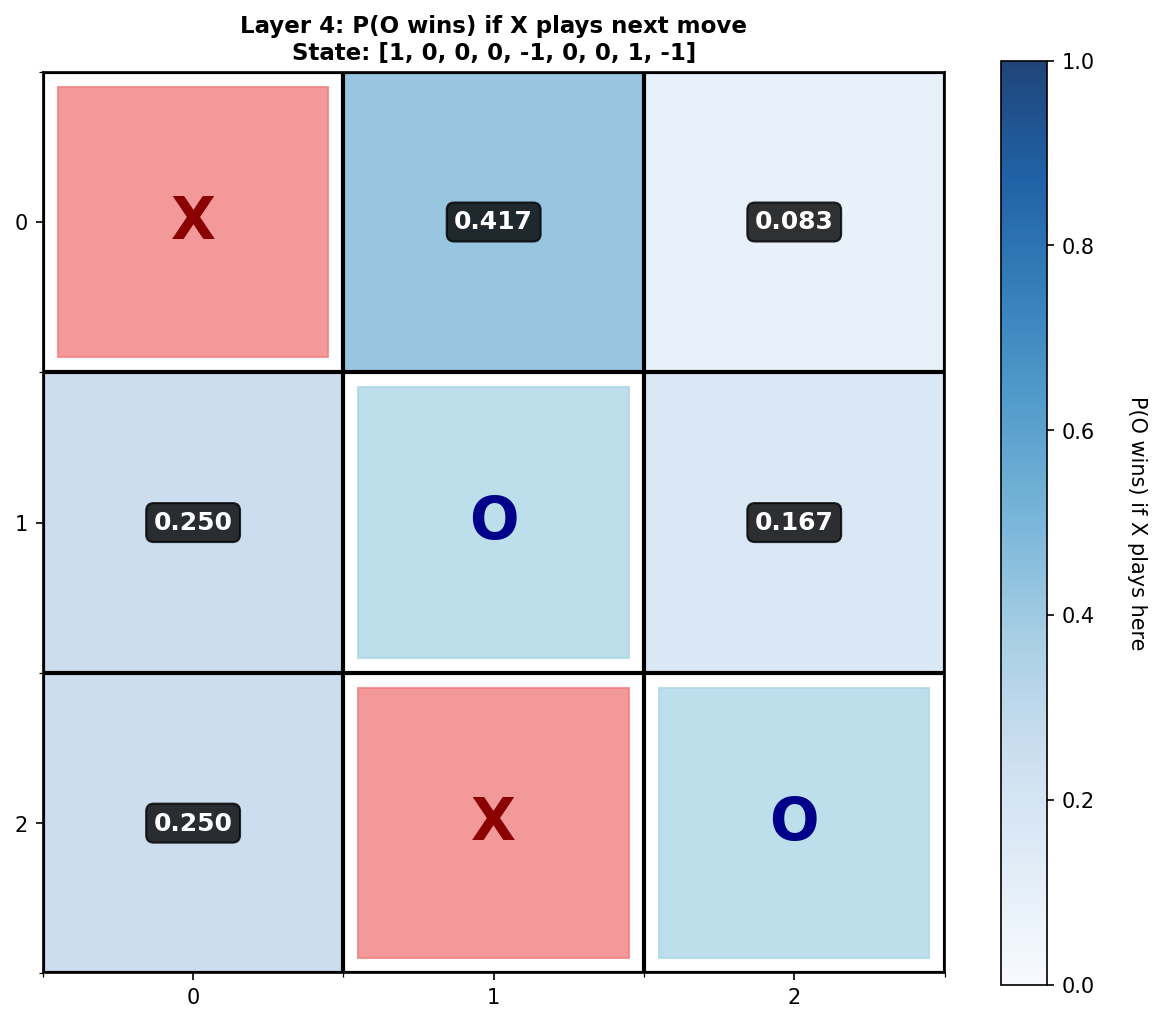 Layer 4: P(O wins) if X plays next move
State: [1, 0, 0, 0, -1, 0, 0, 1, -1]
0
X
0.417
0.083
1
0.250
O
0.167
2
0.250
X
O
0
1
2
1.0
0.8
0.6
0.4
0.2
0.0
P(O wins) if X plays here